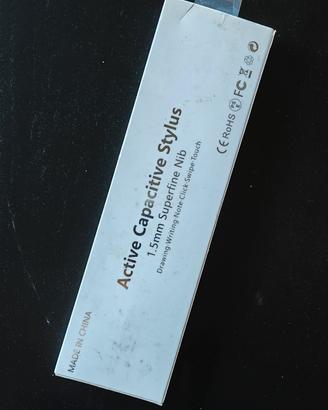 Active Capacitive Stylus
1.5mm Superfine Nib
Drawing·Writing·Note·Click·Swipe·Touch
CE RoHS FC
MADE IN CHINA